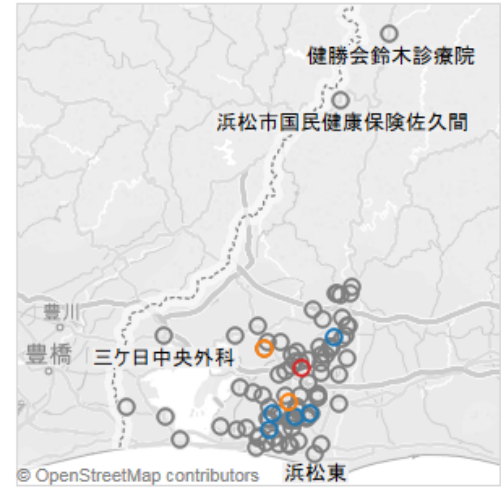 健勝会鈴木診療院
浜松市国民健康保険佐久間
豊川
豊橋
三ケ日中央外科
浜松東
© OpenStreetMap contributors